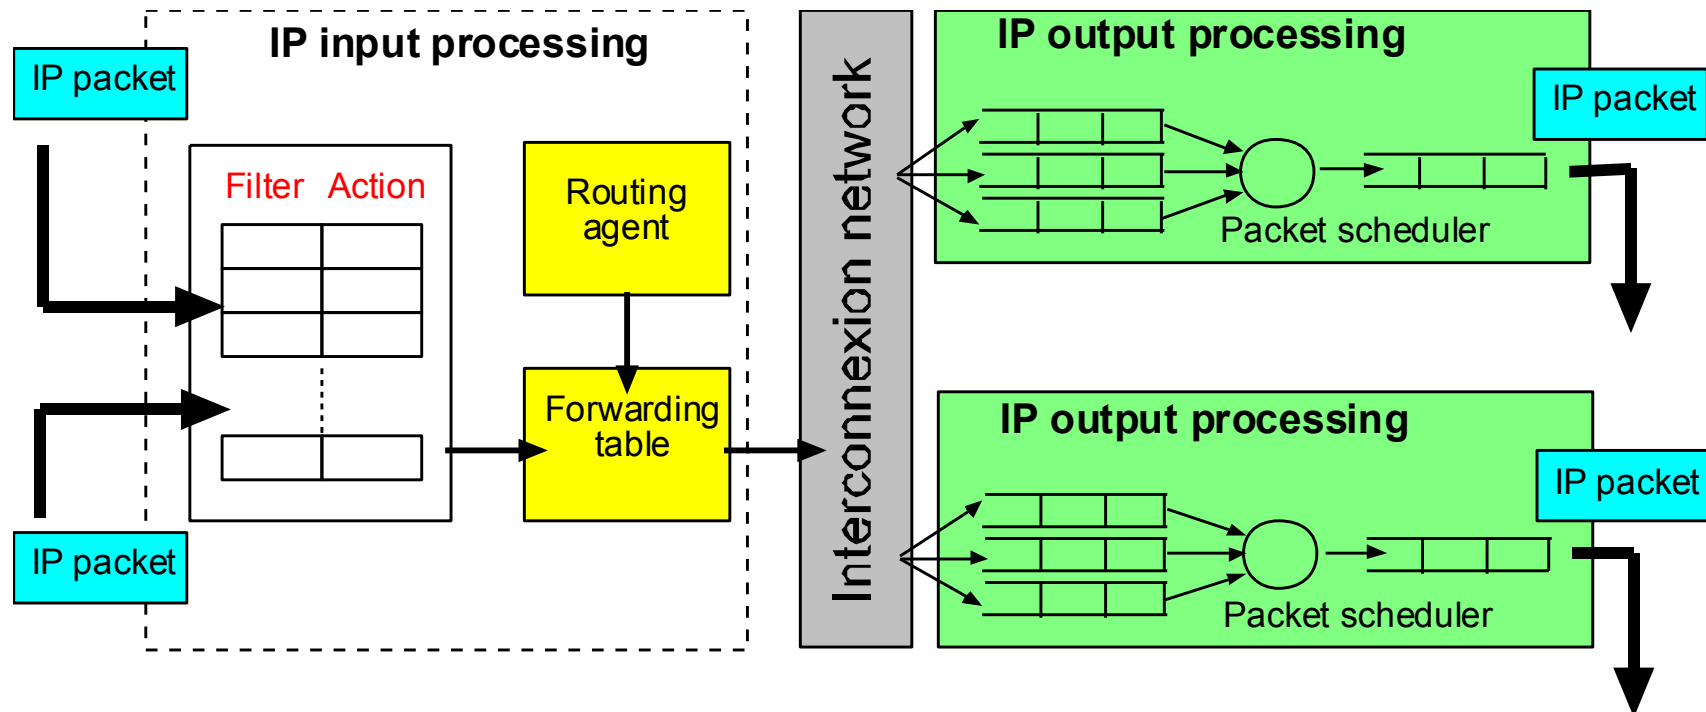 IP input processing
IP packet
Filter Action
Routing
agent
Forwarding
table
IP packet
Interconnexion network
IP output processing
IP packet
Packet scheduler
IP output processing
IP packet
Packet scheduler